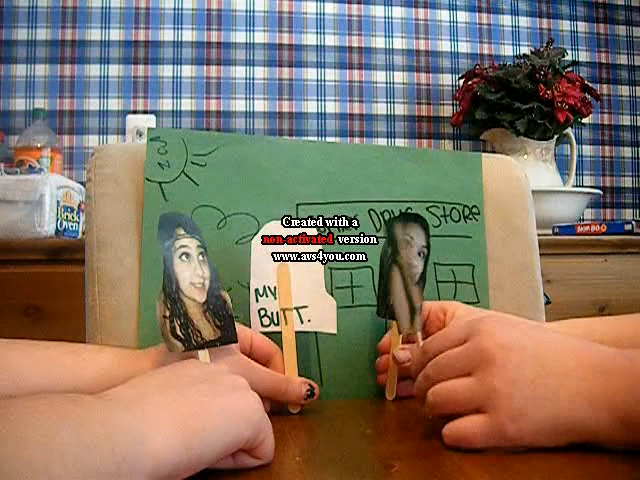 Created with a
non-activated version
www.avs4you.com
Drug Store
MY
BUTT.
Brick
Oven